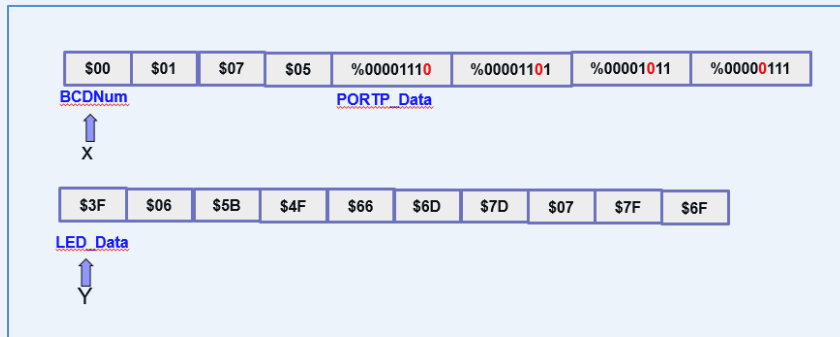 $00 $01 $07 $05 %00001110 %00001101 %00001011 %00000111
BCDNum PORTP_Data
X
$3F $06 $5B $4F $66 $6D $7D $07 $7F $6F
LED_Data
Y